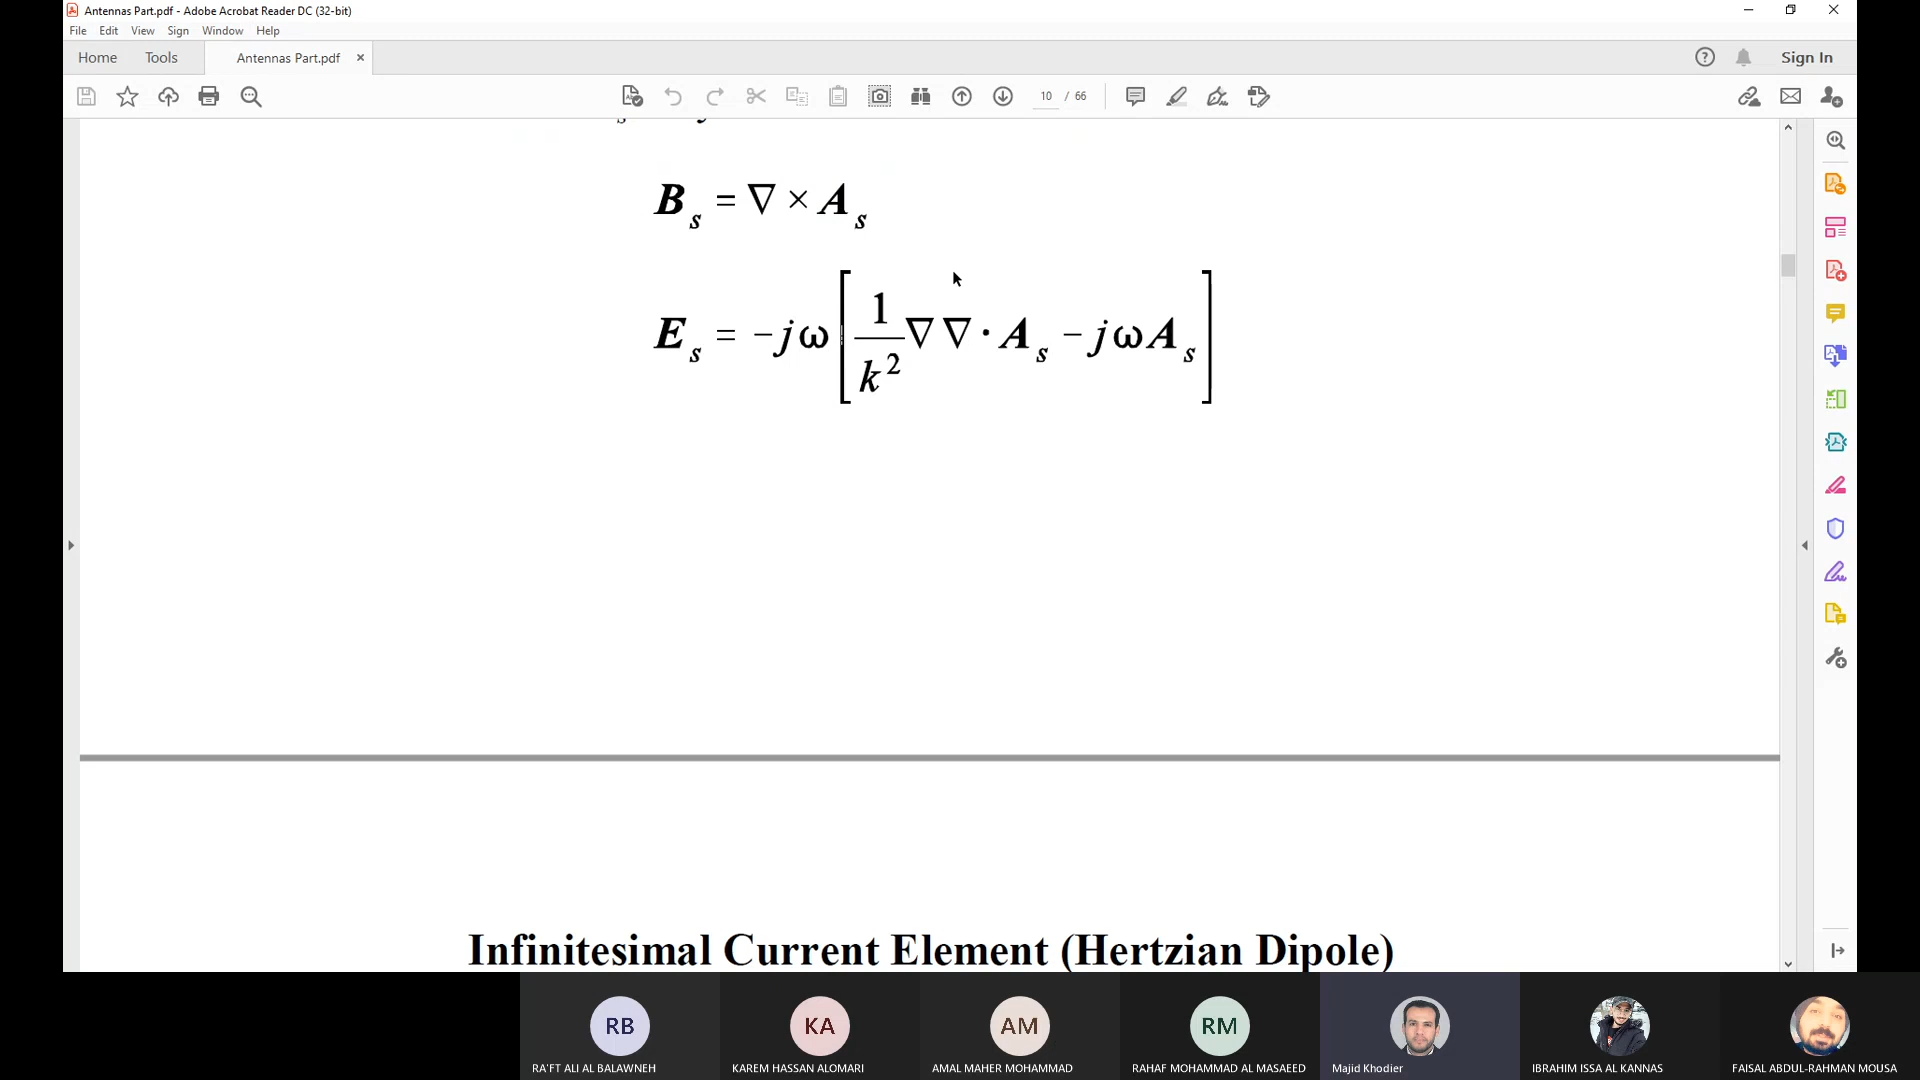 Antennas Part.pdf - Adobe Acrobat Reader DC (32-bit)
File Edit View Sign Window Help
Home Tools Antennas Part.pdf × Sign In
10 / 66
B_s = ∇ × A_s
E_s = -jω [ 1/k^2 ∇∇ · A_s - jωA_s ]
Infinitesimal Current Element (Hertzian Dipole)
RB KA AM RM
RA'FT ALI AL BALAWNEH KAREM HASSAN ALOMARI AMAL MAHER MOHAMMAD RAHAF MOHAMMAD AL MASAEED Majid Khodier IBRAHIM ISSA AL KANNAS FAISAL ABDUL-RAHMAN MOUSA